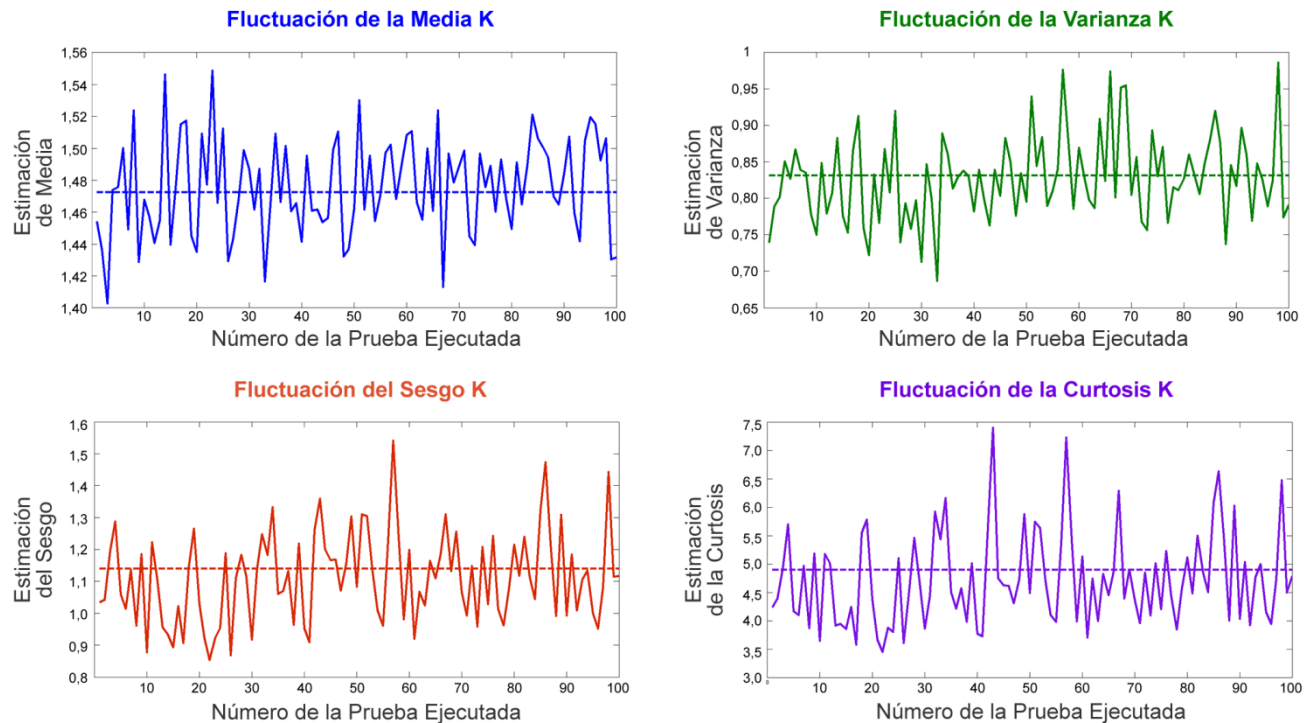 Fluctuación de la Media K
1,56
1,54
1,52
1,50
1,48
1,46
1,44
1,42
1,40
Estimación
de Media
10 20 30 40 50 60 70 80 90 100
Número de la Prueba Ejecutada
Fluctuación de la Varianza K
1
0,95
0,90
0,85
0,80
0,75
0,70
0,65
Estimación
de Varianza
10 20 30 40 50 60 70 80 90 100
Número de la Prueba Ejecutada
Fluctuación del Sesgo K
1,6
1,5
1,4
1,3
1,2
1,1
1,0
0,9
0,8
Estimación
del Sesgo
10 20 30 40 50 60 70 80 90 100
Número de la Prueba Ejecutada
Fluctuación de la Curtosis K
7,5
7,0
6,5
6,0
5,5
5,0
4,5
4,0
3,5
3,0
Estimación
de la Curtosis
0 10 20 30 40 50 60 70 80 90 100
Número de la Prueba Ejecutada